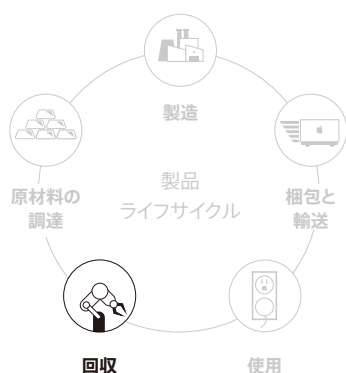 製造
原材料の
調達
製品
ライフサイクル
梱包と
輸送
回収
使用